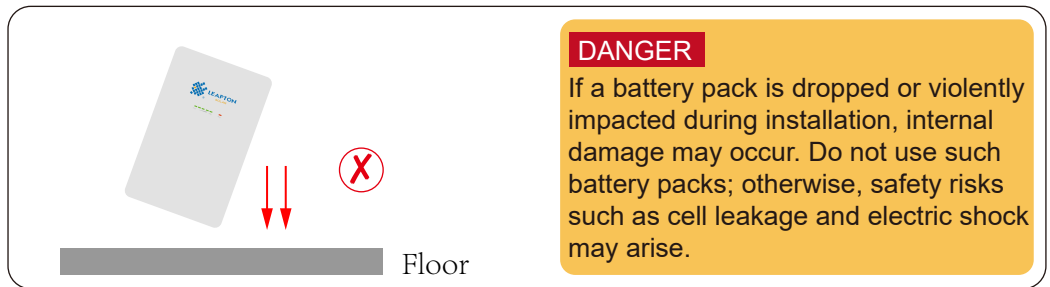 LEAPTON
Floor
DANGER
If a battery pack is dropped or violently
impacted during installation, internal
damage may occur. Do not use such
battery packs; otherwise, safety risks
such as cell leakage and electric shock
may arise.